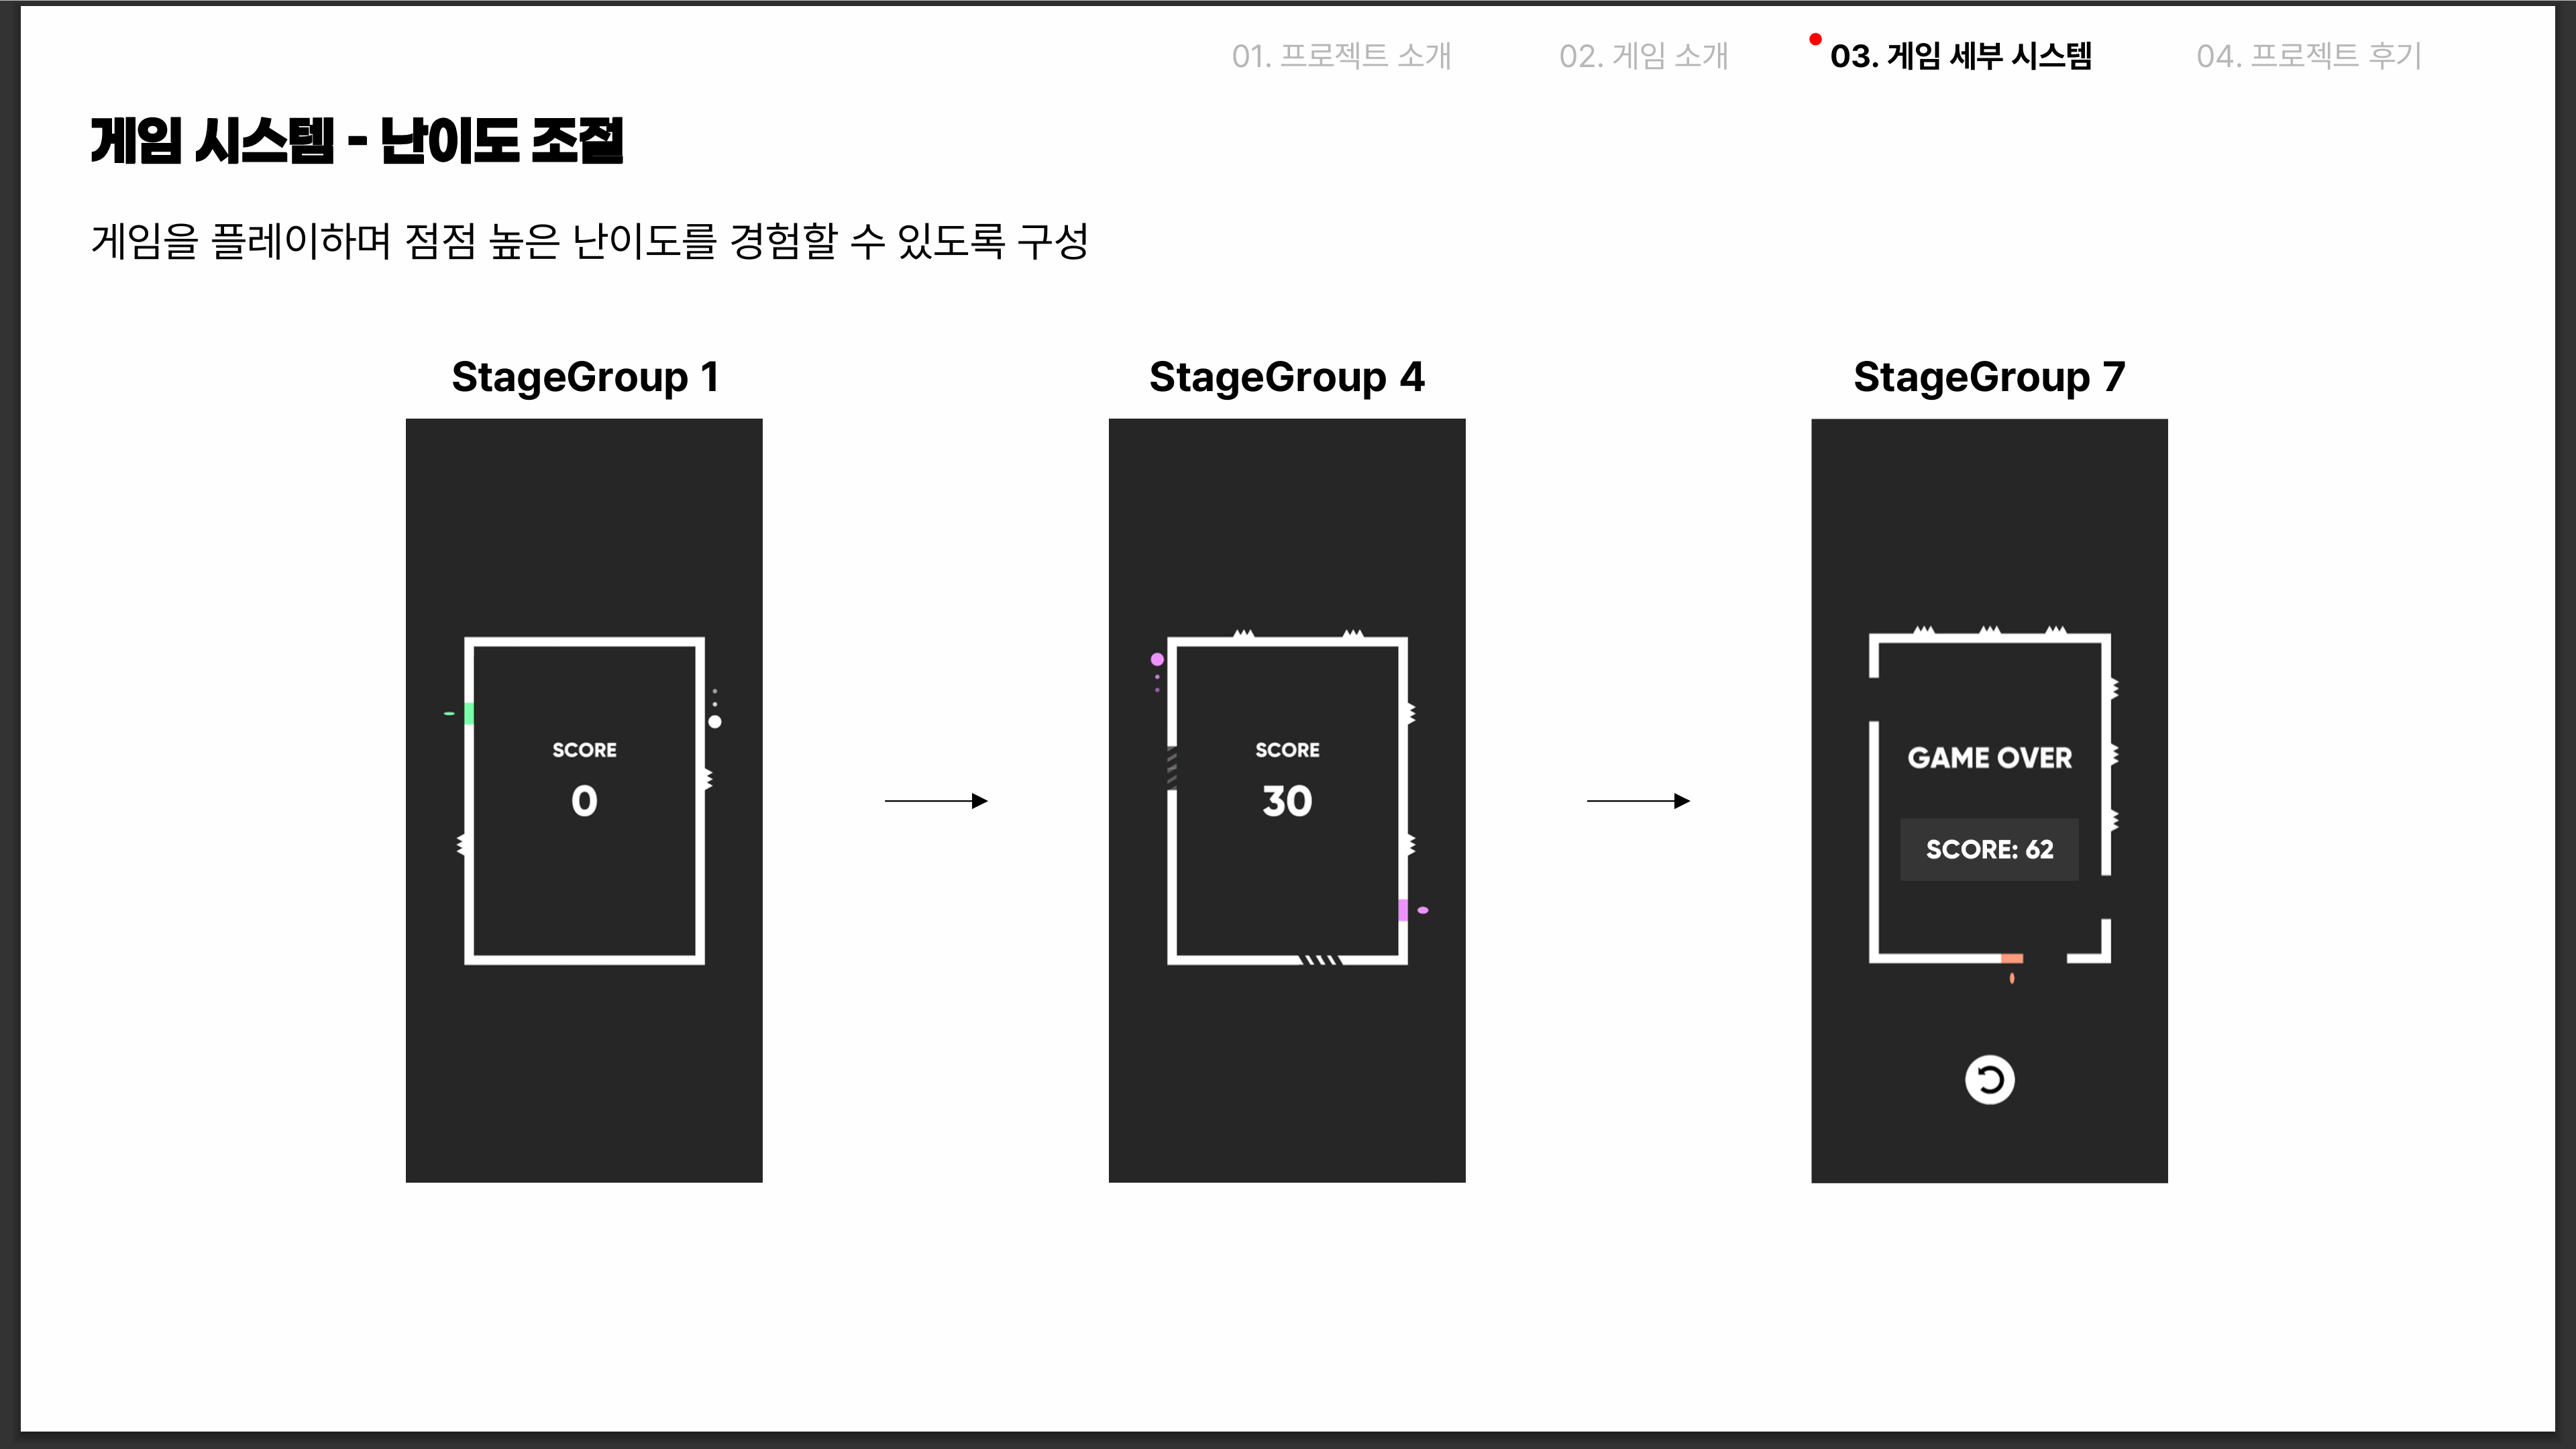 01. 프로젝트 소개
02. 게임 소개
03. 게임 세부 시스템
04. 프로젝트 후기
게임 시스템 - 난이도 조절
게임을 플레이하며 점점 높은 난이도를 경험할 수 있도록 구성
StageGroup 1
SCORE
0
StageGroup 4
SCORE
30
StageGroup 7
GAME OVER
SCORE: 62